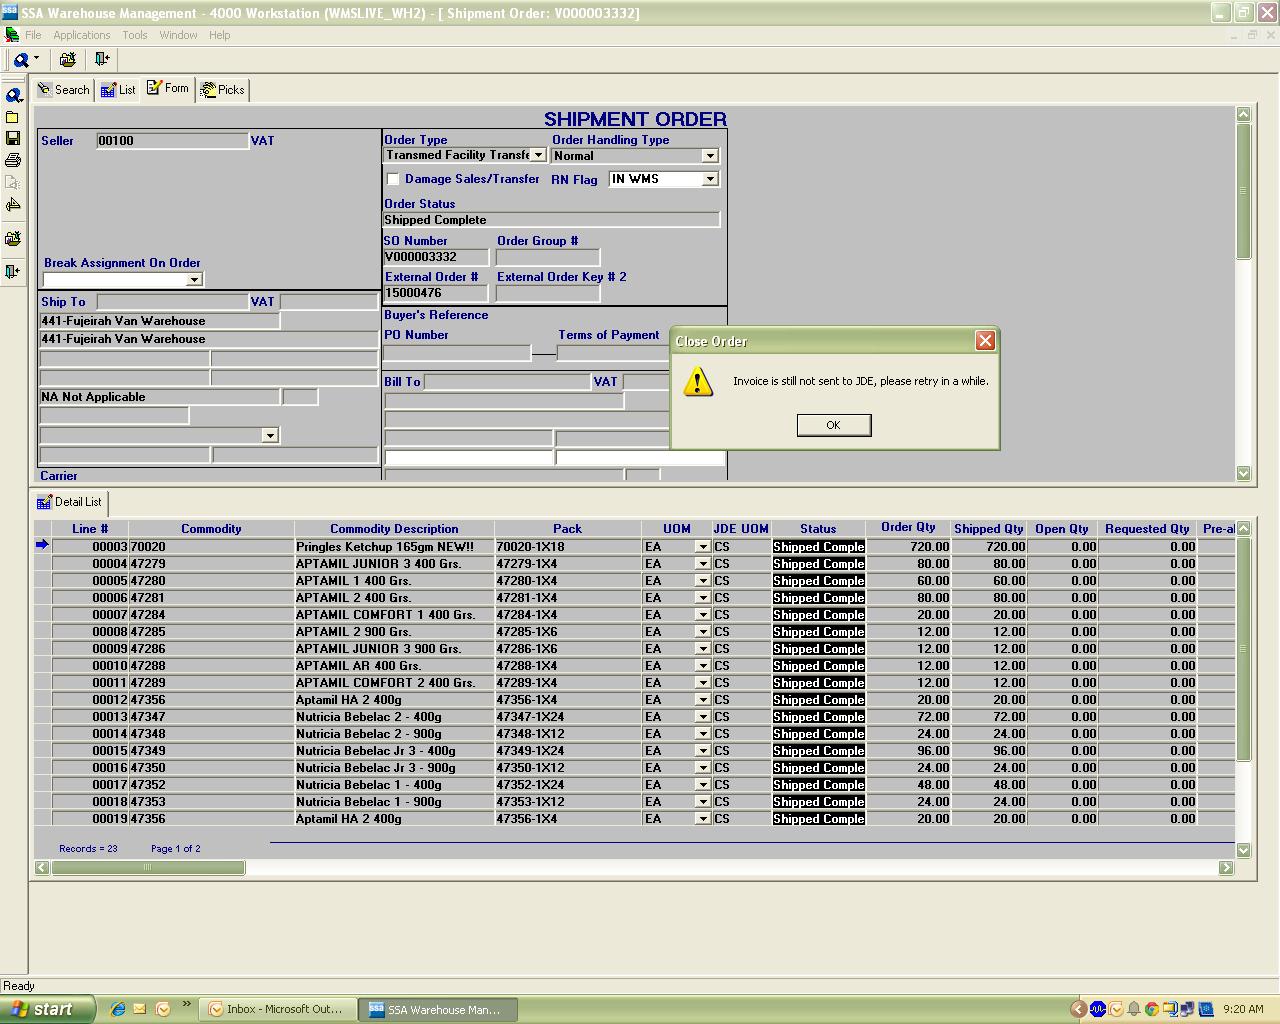 SSA Warehouse Management - 4000 Workstation (WMSLIVE_WH2) - [ Shipment Order: V000003332]
File Applications Tools Window Help
Search List Form Picks
SHIPMENT ORDER
Seller 00100 VAT
Order Type Order Handling Type
Transmed Facility Transfe Normal
Damage Sales/Transfer RN Flag IN WMS
Order Status
Shipped Complete
SO Number Order Group #
V000003332
Break Assignment On Order
External Order # External Order Key # 2
15000476
Ship To VAT
441-Fujeirah Van Warehouse
441-Fujeirah Van Warehouse
NA Not Applicable
Carrier
Buyer's Reference
PO Number Terms of Payment
Bill To VAT
Close Order
Invoice is still not sent to JDE, please retry in a while.
OK
Detail List
Line # Commodity Commodity Description Pack UOM JDE UOM Status Order Qty Shipped Qty Open Qty Requested Qty Pre-al
00003 70020 Pringles Ketchup 165gm NEW!! 70020-1X18 EA CS Shipped Comple 720.00 720.00 0.00 0.00
00004 47279 APTAMIL JUNIOR 3 400 Grs. 47279-1X4 EA CS Shipped Comple 80.00 80.00 0.00 0.00
00005 47280 APTAMIL 1 400 Grs. 47280-1X4 EA CS Shipped Comple 60.00 60.00 0.00 0.00
00006 47281 APTAMIL 2 400 Grs. 47281-1X4 EA CS Shipped Comple 80.00 80.00 0.00 0.00
00007 47284 APTAMIL COMFORT 1 400 Grs. 47284-1X4 EA CS Shipped Comple 20.00 20.00 0.00 0.00
00008 47285 APTAMIL 2 900 Grs. 47285-1X6 EA CS Shipped Comple 12.00 12.00 0.00 0.00
00009 47286 APTAMIL JUNIOR 3 900 Grs. 47286-1X6 EA CS Shipped Comple 12.00 12.00 0.00 0.00
00010 47288 APTAMIL AR 400 Grs. 47288-1X4 EA CS Shipped Comple 12.00 12.00 0.00 0.00
00011 47289 APTAMIL COMFORT 2 400 Grs. 47289-1X4 EA CS Shipped Comple 12.00 12.00 0.00 0.00
00012 47356 Aptamil HA 2 400g 47356-1X4 EA CS Shipped Comple 20.00 20.00 0.00 0.00
00013 47347 Nutricia Bebelac 2 - 400g 47347-1X24 EA CS Shipped Comple 72.00 72.00 0.00 0.00
00014 47348 Nutricia Bebelac 2 - 900g 47348-1X12 EA CS Shipped Comple 24.00 24.00 0.00 0.00
00015 47349 Nutricia Bebelac Jr 3 - 400g 47349-1X24 EA CS Shipped Comple 96.00 96.00 0.00 0.00
00016 47350 Nutricia Bebelac Jr 3 - 900g 47350-1X12 EA CS Shipped Comple 24.00 24.00 0.00 0.00
00017 47352 Nutricia Bebelac 1 - 400g 47352-1X24 EA CS Shipped Comple 48.00 48.00 0.00 0.00
00018 47353 Nutricia Bebelac 1 - 900g 47353-1X12 EA CS Shipped Comple 24.00 24.00 0.00 0.00
00019 47356 Aptamil HA 2 400g 47356-1X4 EA CS Shipped Comple 20.00 20.00 0.00 0.00
Records = 23 Page 1 of 2
Ready
start Inbox - Microsoft Out... SSA Warehouse Man... 9:20 AM